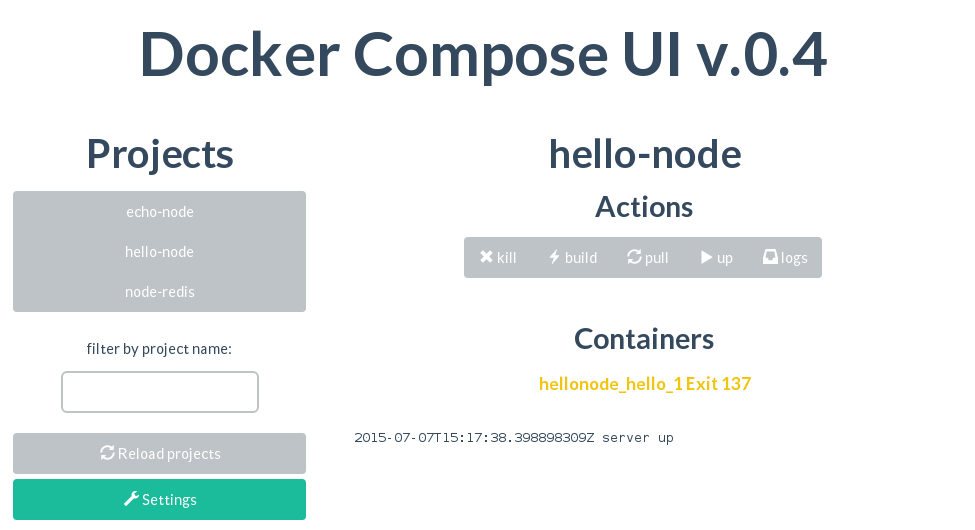 Docker Compose UI v.0.4
Projects
echo-node
hello-node
node-redis
filter by project name:
Reload projects
Settings
hello-node
Actions
kill build pull up logs
Containers
hellonode_hello_1 Exit 137
2015-07-07T15:17:38.398898309Z server up